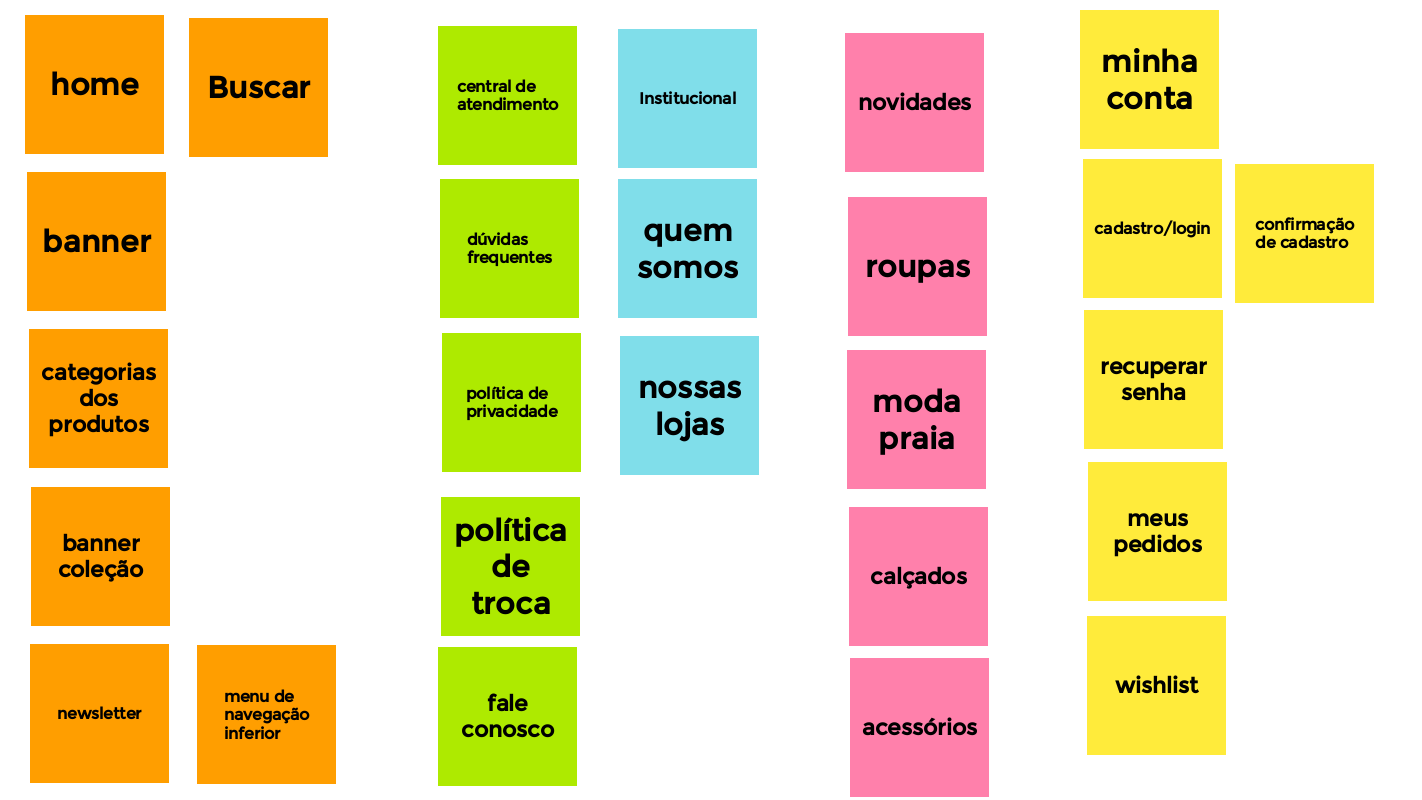 home
Buscar
banner
categorias
dos
produtos
banner
coleção
newsletter
menu de
navegação
inferior
central de
atendimento
dúvidas
frequentes
política de
privacidade
política
de
troca
fale
conosco
Institucional
quem
somos
nossas
lojas
novidades
roupas
moda
praia
calçados
acessórios
minha
conta
cadastro/login
confirmação
de cadastro
recuperar
senha
meus
pedidos
wishlist